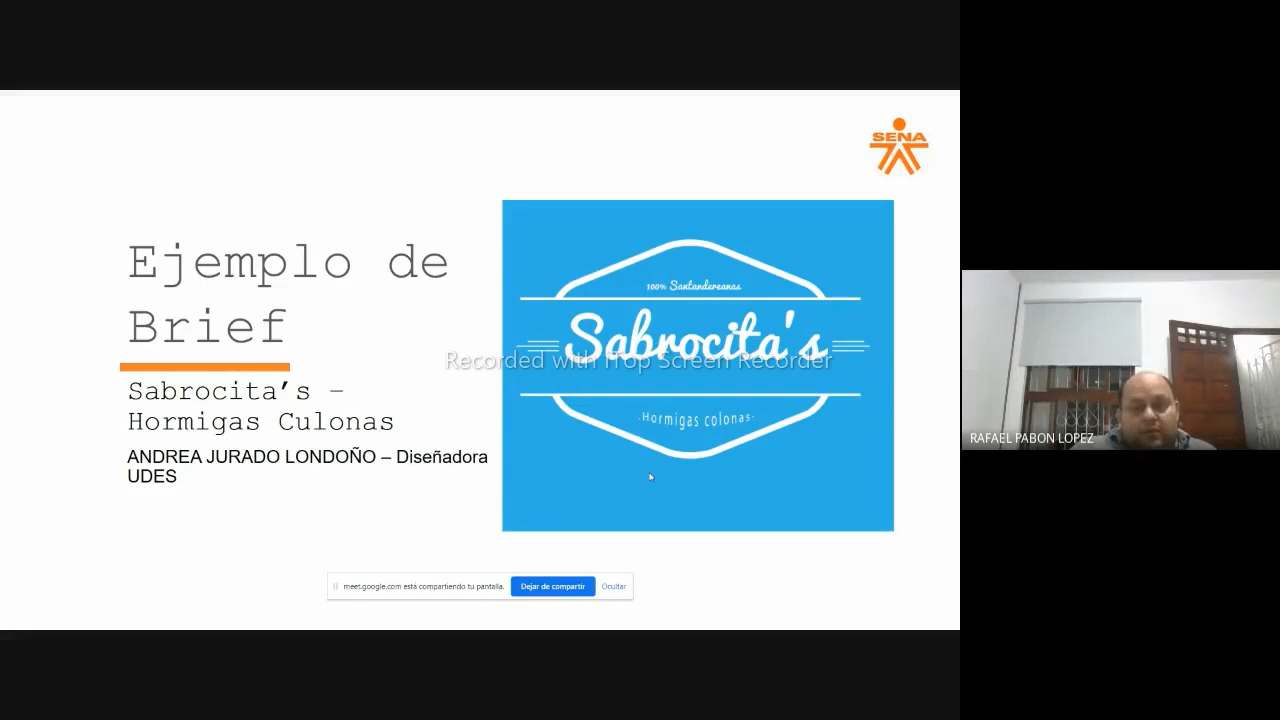 SENA
Ejemplo de
Brief
Sabrocita’s –
Hormigas Culonas
ANDREA JURADO LONDOÑO – Diseñadora
UDES
100% Santandereanas
Sabrocita's
Recorded with iTop Screen Recorder
·Hormigas colonas·
meet.google.com está compartiendo tu pantalla.
Dejar de compartir
Ocultar
RAFAEL PABON LOPEZ